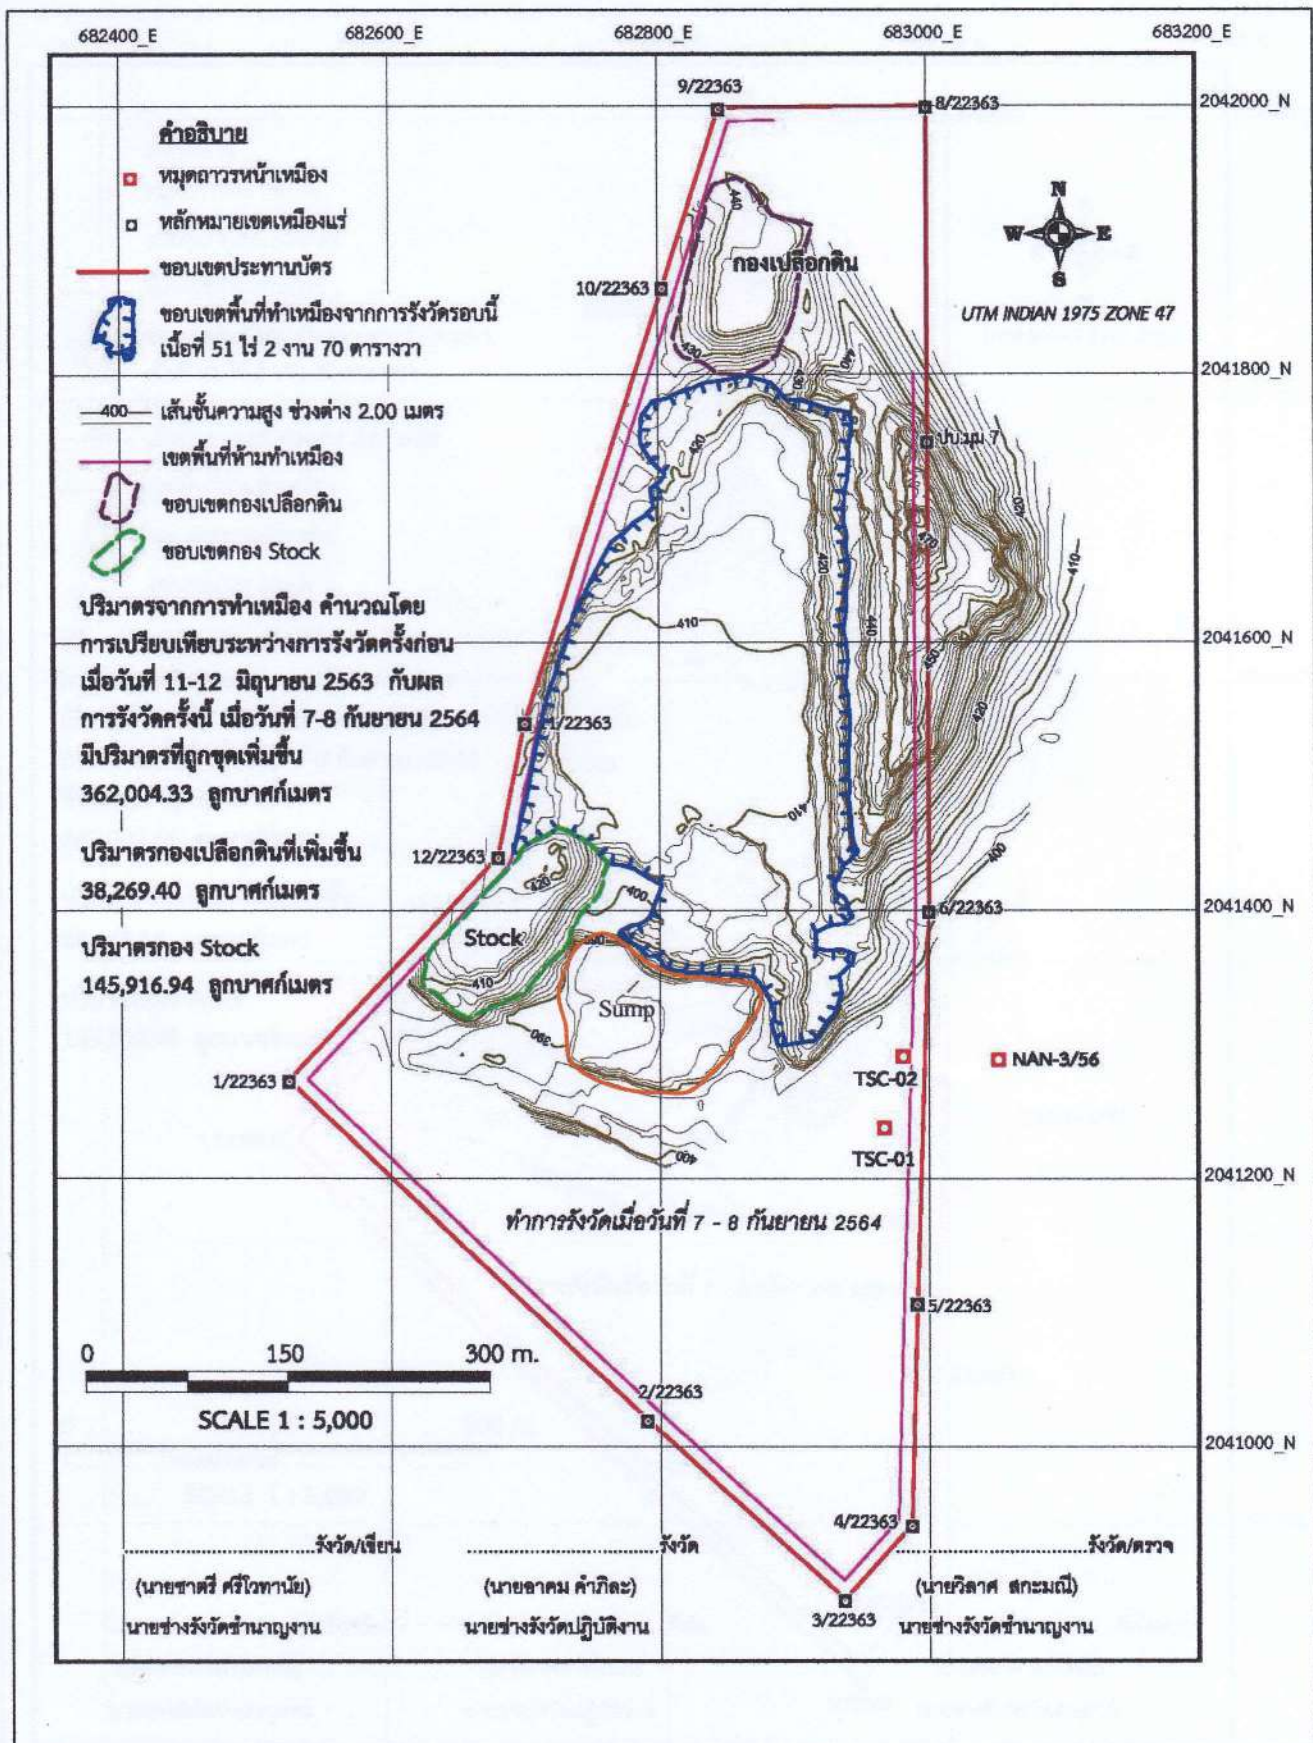 682400_E 682600_E 682800_E 683000_E 683200_E
9/22363
8/22363
2042000_N
คำอธิบาย
หมุดถาวรหน้าเหมือง
หลักหมายเขตเหมืองแร่
ขอบเขตประทานบัตร
ขอบเขตพื้นที่ทำเหมืองจากการรังวัดรอบนี้
เนื้อที่ 51 ไร่ 2 งาน 70 ตารางวา
400 เส้นชั้นความสูง ช่วงต่าง 2.00 เมตร
เขตพื้นที่ห้ามทำเหมือง
ขอบเขตกองเปลือกดิน
ขอบเขตกอง Stock
N
W E
S
UTM INDIAN 1975 ZONE 47
440
กองเปลือกดิน
10/22363
430
430
440
2041800_N
420
ปบ.มุม 7
420
470
410
420
440
410
450
420
2041600_N
ปริมาตรจากการทำเหมือง คำนวณโดย
การเปรียบเทียบระหว่างการรังวัดครั้งก่อน
เมื่อวันที่ 11-12 มิถุนายน 2563 กับผล
การรังวัดครั้งนี้ เมื่อวันที่ 7-8 กันยายน 2564
มีปริมาตรที่ถูกขุดเพิ่มขึ้น
362,004.33 ลูกบาศก์เมตร
ปริมาตรกองเปลือกดินที่เพิ่มขึ้น
38,269.40 ลูกบาศก์เมตร
ปริมาตรกอง Stock
145,916.94 ลูกบาศก์เมตร
1/22363
410
12/22363
420
400
400
6/22363
2041400_N
Stock
390
410
Sump
390
TSC-02
NAN-3/56
1/22363
0
TSC-01
400
2041200_N
ทำการรังวัดเมื่อวันที่ 7 - 8 กันยายน 2564
5/22363
0 150 300 m.
SCALE 1 : 5,000
2/22363
2041000_N
4/22363
รังวัด/เขียน รังวัด รังวัด/ตรวจ
(นายชาตรี ศรีโวทานัย) (นายอาคม คำภิละ) (นายวิลาศ สกะมณี)
3/22363
นายช่างรังวัดชำนาญงาน นายช่างรังวัดปฏิบัติงาน นายช่างรังวัดชำนาญงาน